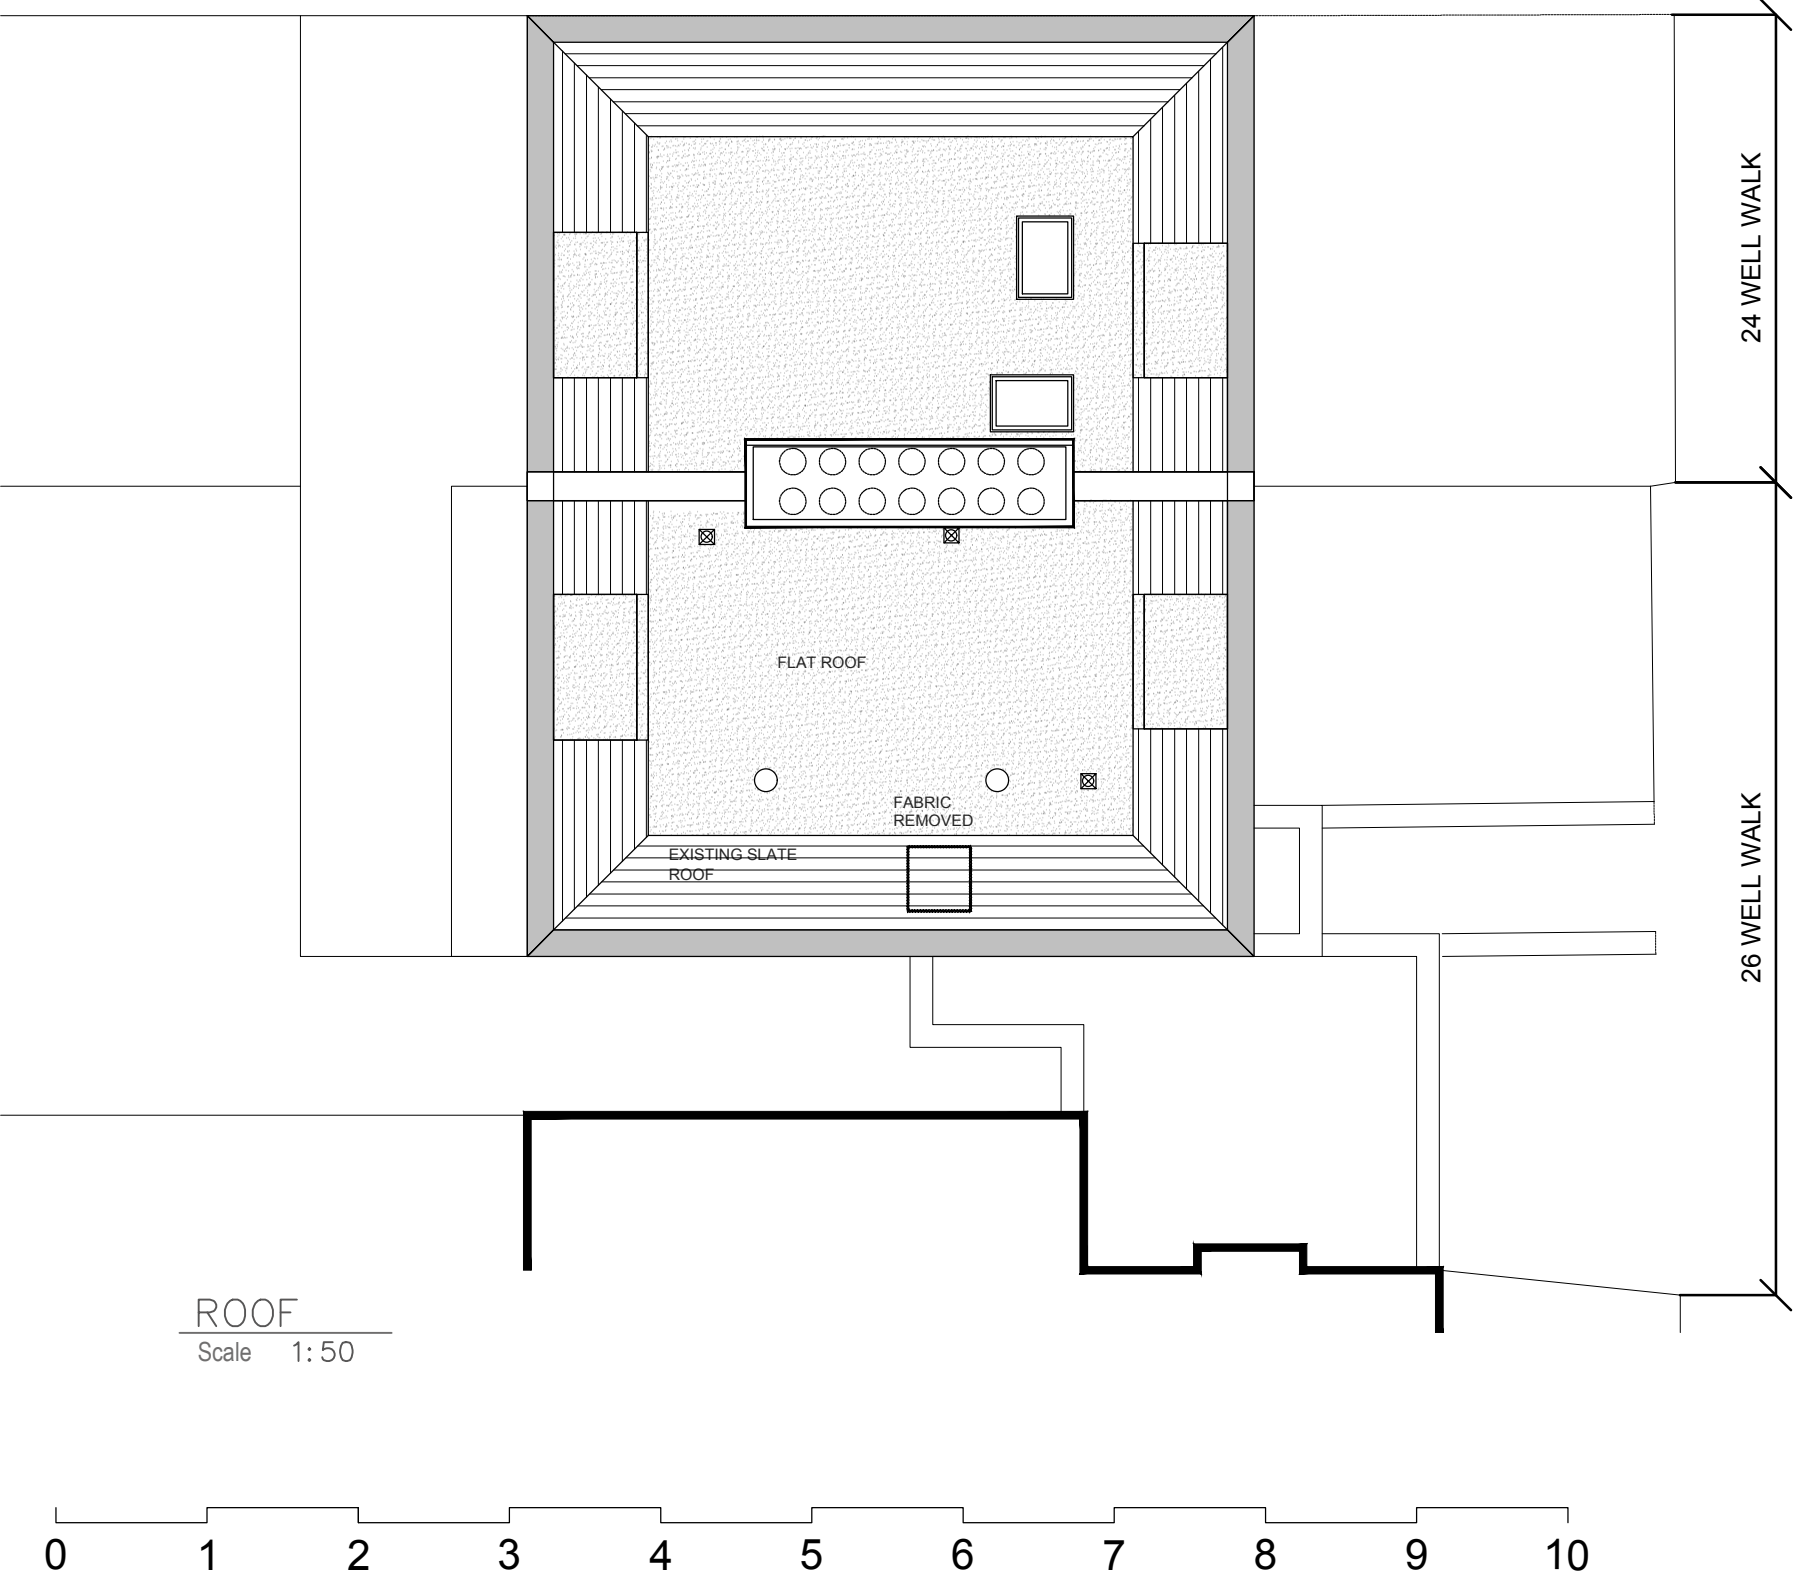 24 WELL WALK
FLAT ROOF
FABRIC
REMOVED
EXISTING SLATE
ROOF
26 WELL WALK
ROOF
Scale 1:50
0 1 2 3 4 5 6 7 8 9 10